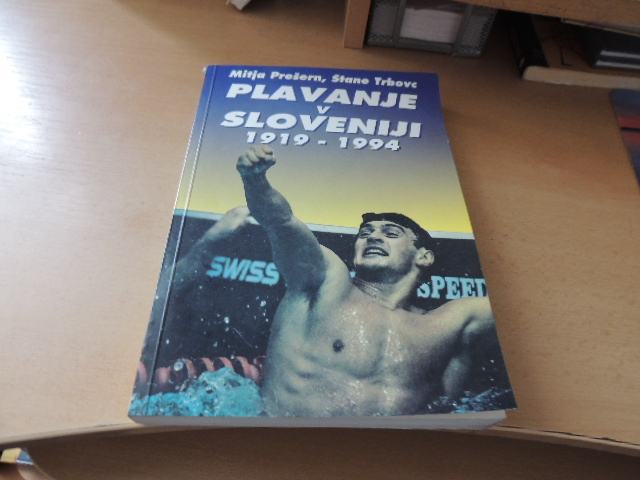 Mitja Prešern, Stane Trbovc
PLAVANJE
V
SLOVENIJI
1919 - 1994
SWISS
SPEED